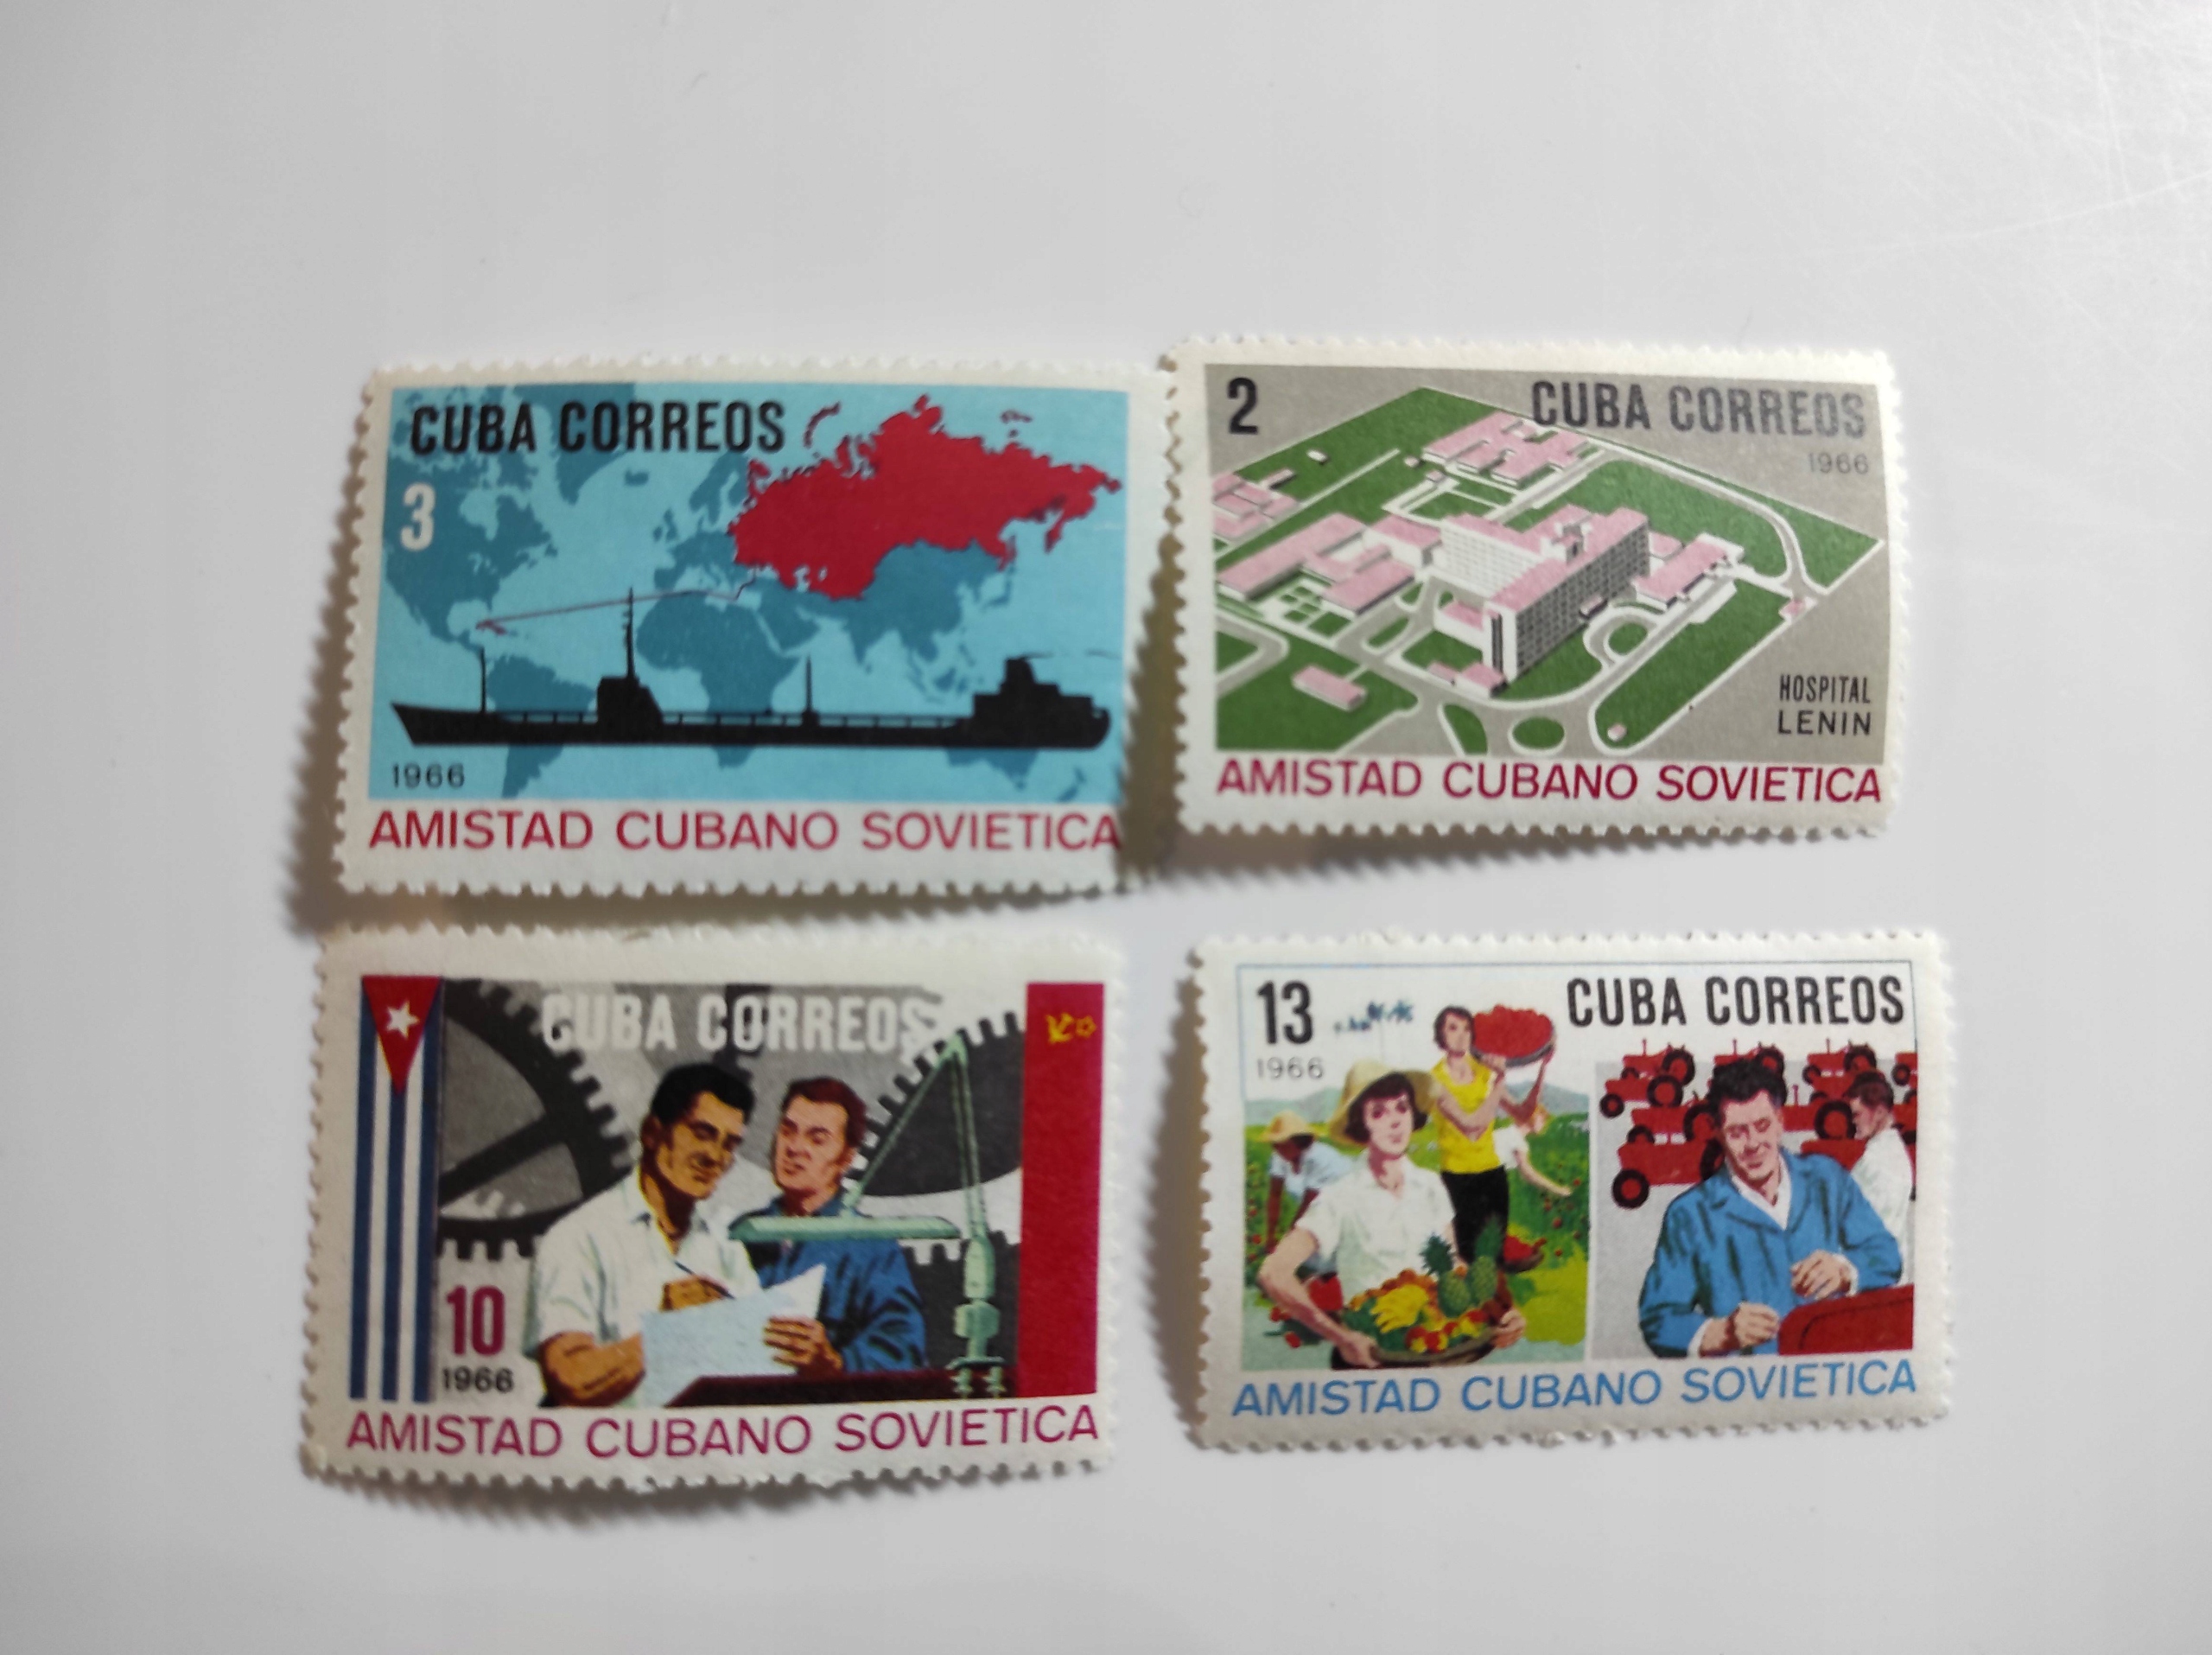 CUBA CORREOS
3
1966
AMISTAD CUBANO SOVIETICA
2
CUBA CORREOS
1966
HOSPITAL
LENIN
AMISTAD CUBANO SOVIETICA
CUBA CORREOS
10
1966
AMISTAD CUBANO SOVIETICA
13
CUBA CORREOS
1966
AMISTAD CUBANO SOVIETICA